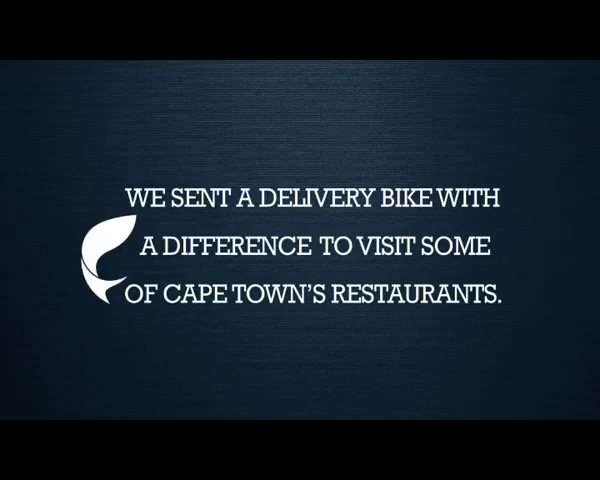 WE SENT A DELIVERY BIKE WITH
A DIFFERENCE TO VISIT SOME
OF CAPE TOWN'S RESTAURANTS.